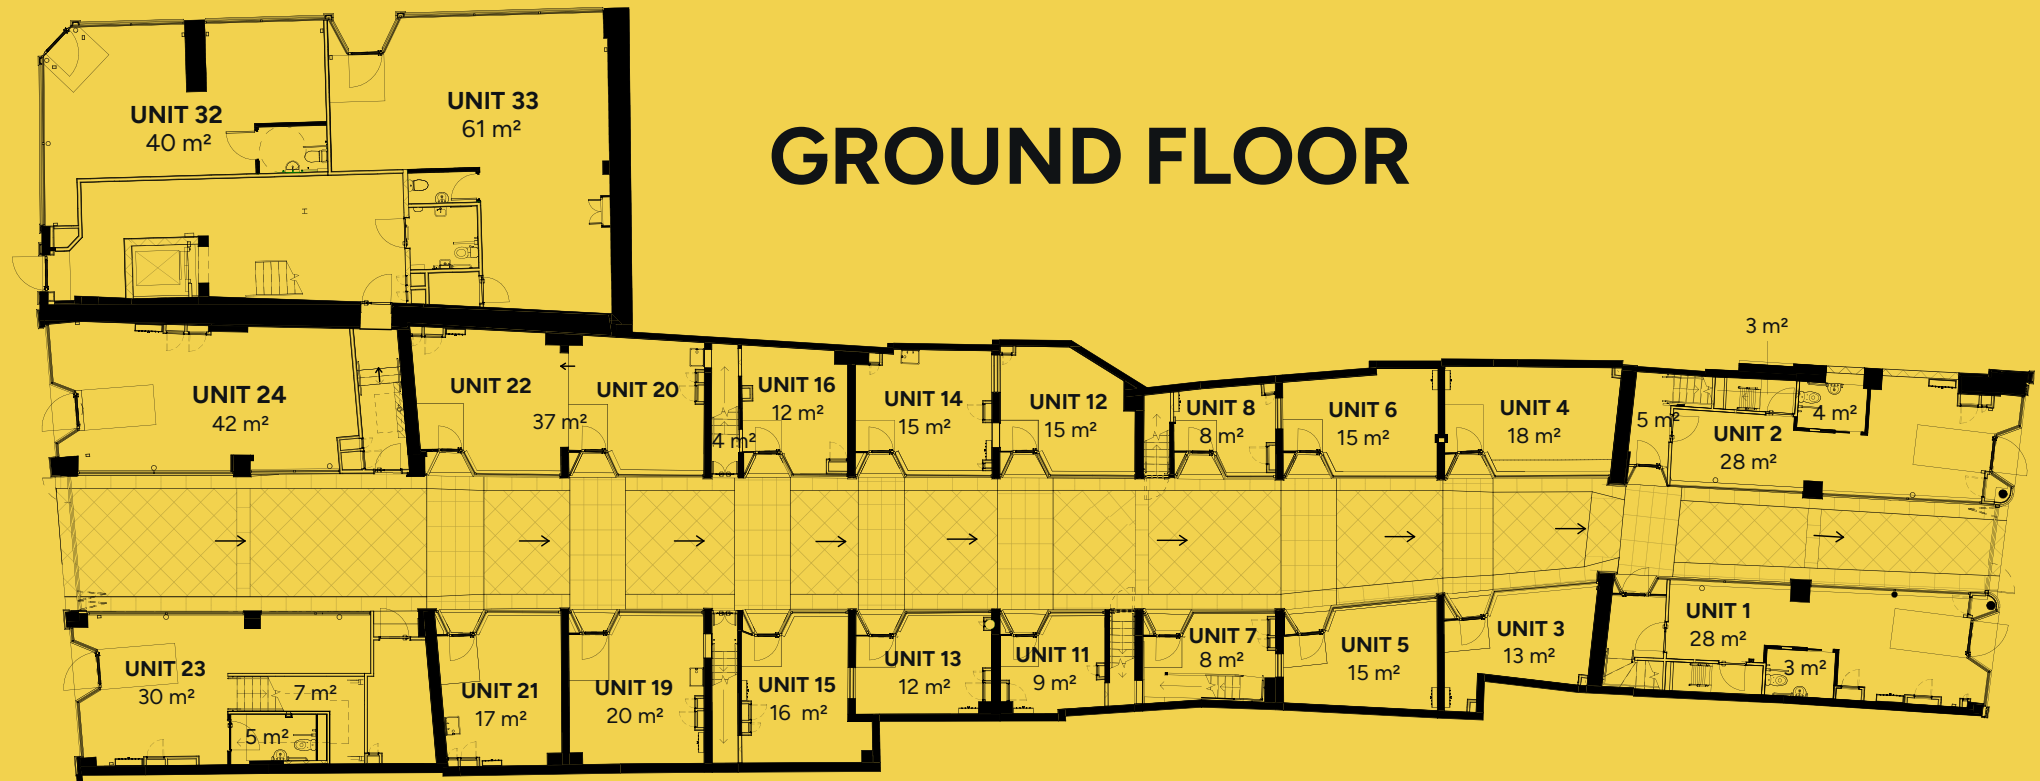 GROUND FLOOR
UNIT 32
40 m²
UNIT 33
61 m²
3 m²
UNIT 24
42 m²
UNIT 22
UNIT 20
37 m²
4 m²
UNIT 16
12 m²
UNIT 14
15 m²
UNIT 12
15 m²
UNIT 8
8 m²
UNIT 6
15 m²
UNIT 4
18 m²
5 m²
UNIT 2
28 m²
4 m²
UNIT 23
30 m²
7 m²
5 m²
UNIT 21
17 m²
UNIT 19
20 m²
UNIT 15
16 m²
UNIT 13
12 m²
UNIT 11
9 m²
UNIT 7
8 m²
UNIT 5
15 m²
UNIT 3
13 m²
UNIT 1
28 m²
3 m²